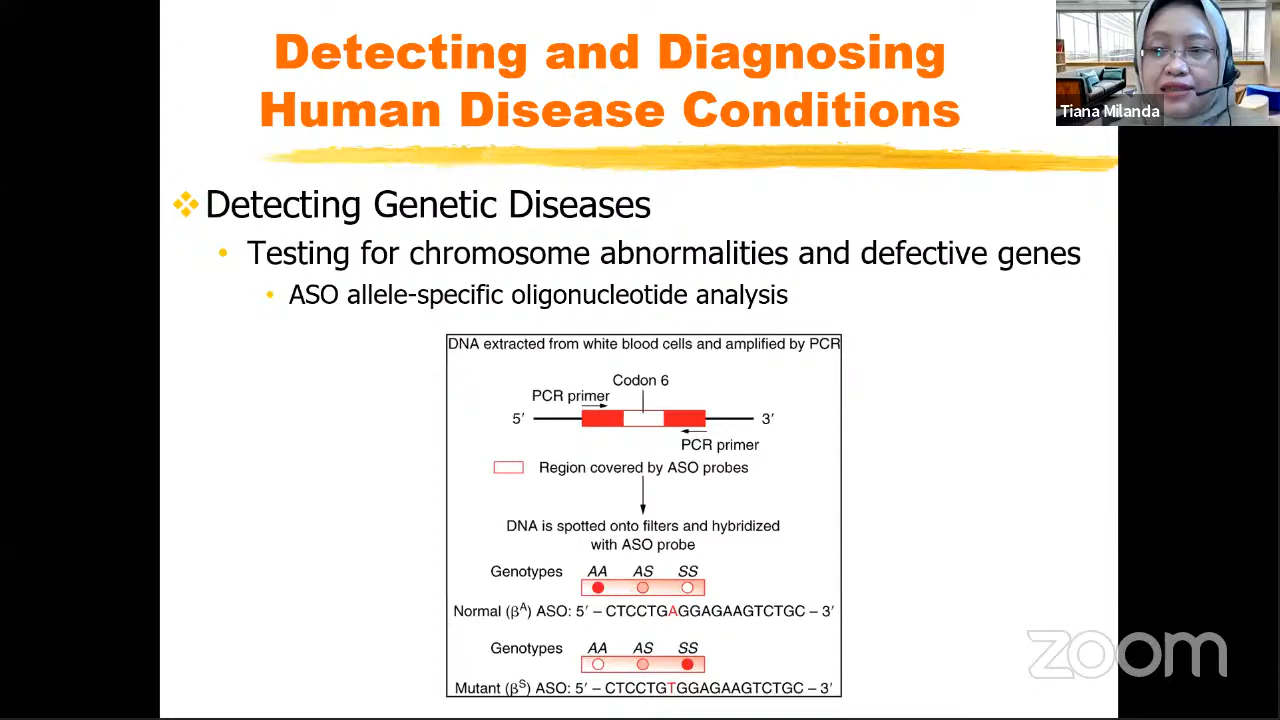 Detecting and Diagnosing
Human Disease Conditions
Tiana Milanda
Detecting Genetic Diseases
• Testing for chromosome abnormalities and defective genes
• ASO allele-specific oligonucleotide analysis
DNA extracted from white blood cells and amplified by PCR
Codon 6
PCR primer
5′ 3′
PCR primer
Region covered by ASO probes
DNA is spotted onto filters and hybridized
with ASO probe
Genotypes AA AS SS
Normal (βᴬ) ASO: 5′ – CTCCTGAGGAGAAGTCTGC – 3′
Genotypes AA AS SS
Mutant (βˢ) ASO: 5′ – CTCCTGTGGAGAAGTCTGC – 3′
zoom